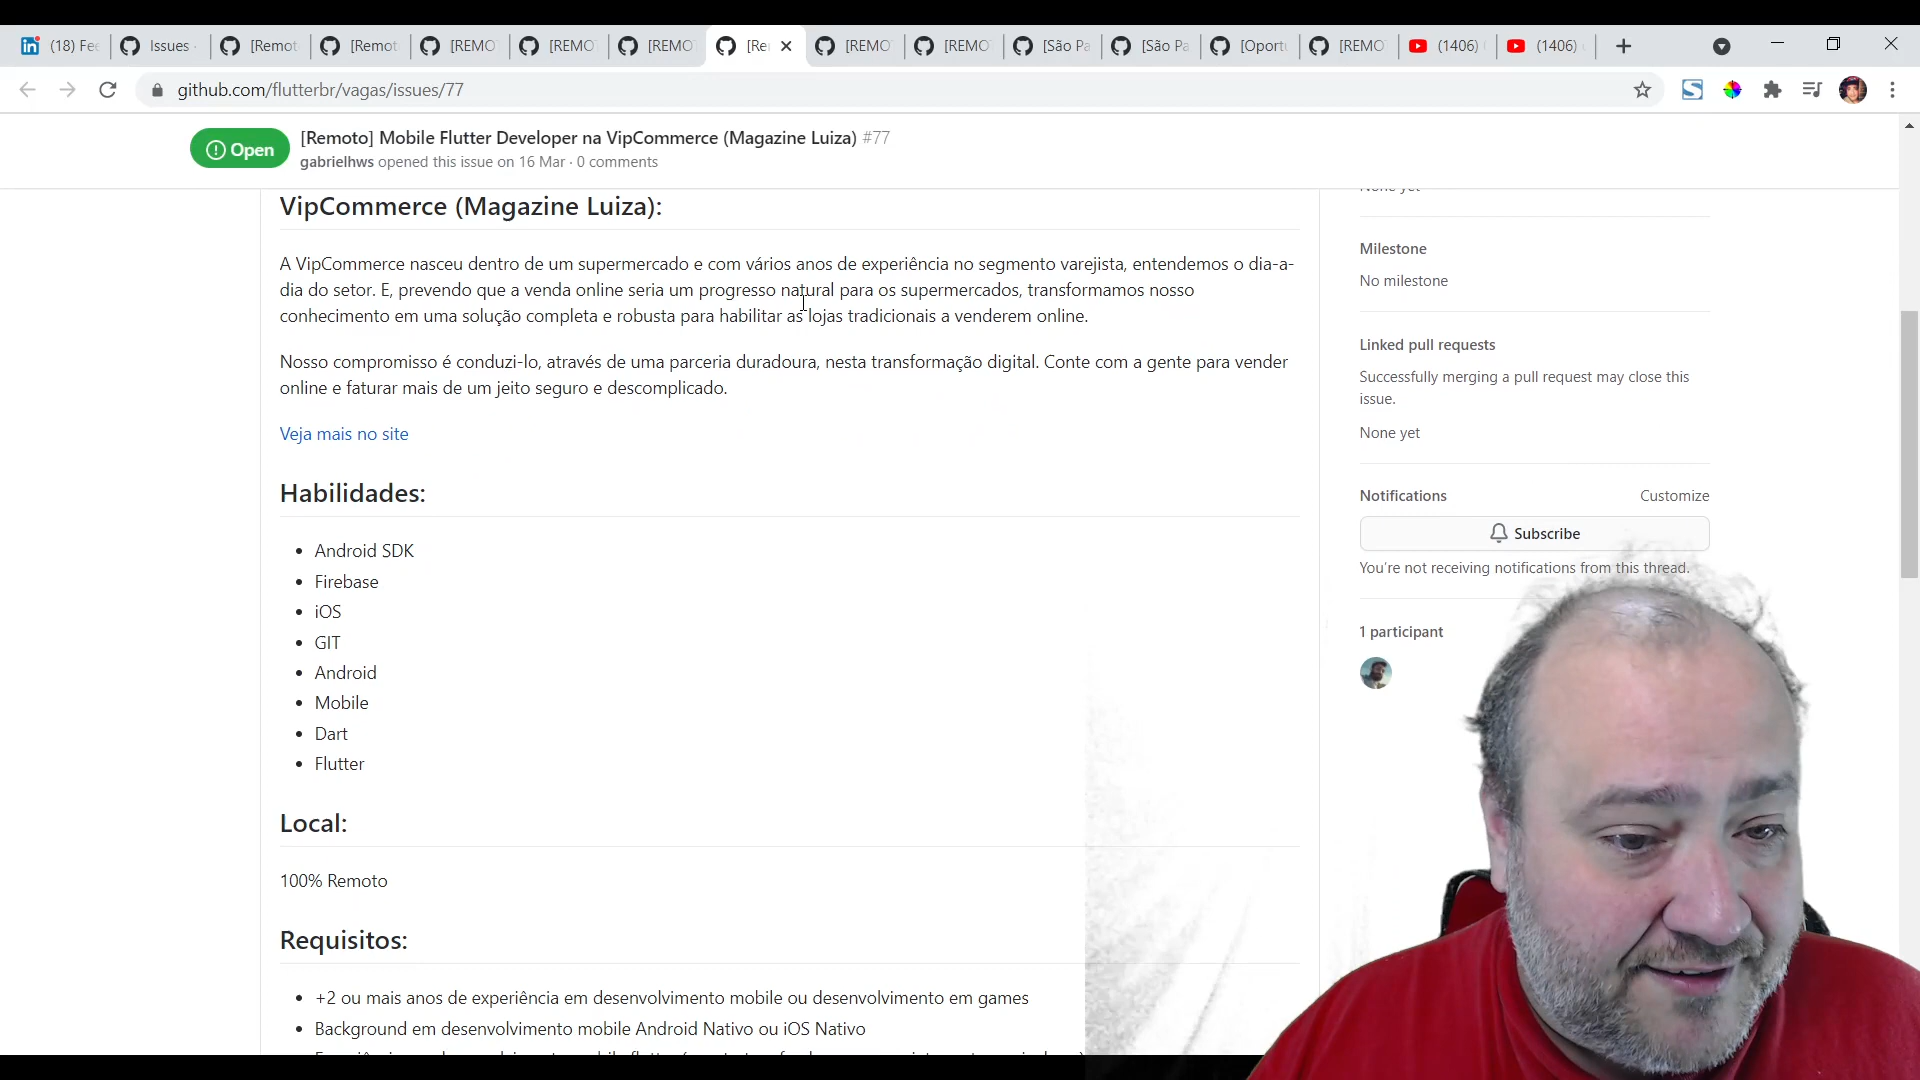 (18) Fee
Issues
[Remot
[Remot
[REMO
[REMO
[REMO
[Re
[REMO
[REMO
[São Pa
[São Pa
[Oportu
[REMO
(1406)
(1406)
github.com/flutterbr/vagas/issues/77
Open
[Remoto] Mobile Flutter Developer na VipCommerce (Magazine Luiza) #77
gabrielhws opened this issue on 16 Mar · 0 comments
VipCommerce (Magazine Luiza):
A VipCommerce nasceu dentro de um supermercado e com vários anos de experiência no segmento varejista, entendemos o dia-a-
dia do setor. E, prevendo que a venda online seria um progresso natural para os supermercados, transformamos nosso
conhecimento em uma solução completa e robusta para habilitar as lojas tradicionais a venderem online.
Nosso compromisso é conduzi-lo, através de uma parceria duradoura, nesta transformação digital. Conte com a gente para vender
online e faturar mais de um jeito seguro e descomplicado.
Veja mais no site
Habilidades:
Android SDK
Firebase
iOS
GIT
Android
Mobile
Dart
Flutter
Local:
100% Remoto
Requisitos:
+2 ou mais anos de experiência em desenvolvimento mobile ou desenvolvimento em games
Background em desenvolvimento mobile Android Nativo ou iOS Nativo
None yet
Milestone
No milestone
Linked pull requests
Successfully merging a pull request may close this
issue.
None yet
Notifications
Customize
Subscribe
You're not receiving notifications from this thread.
1 participant